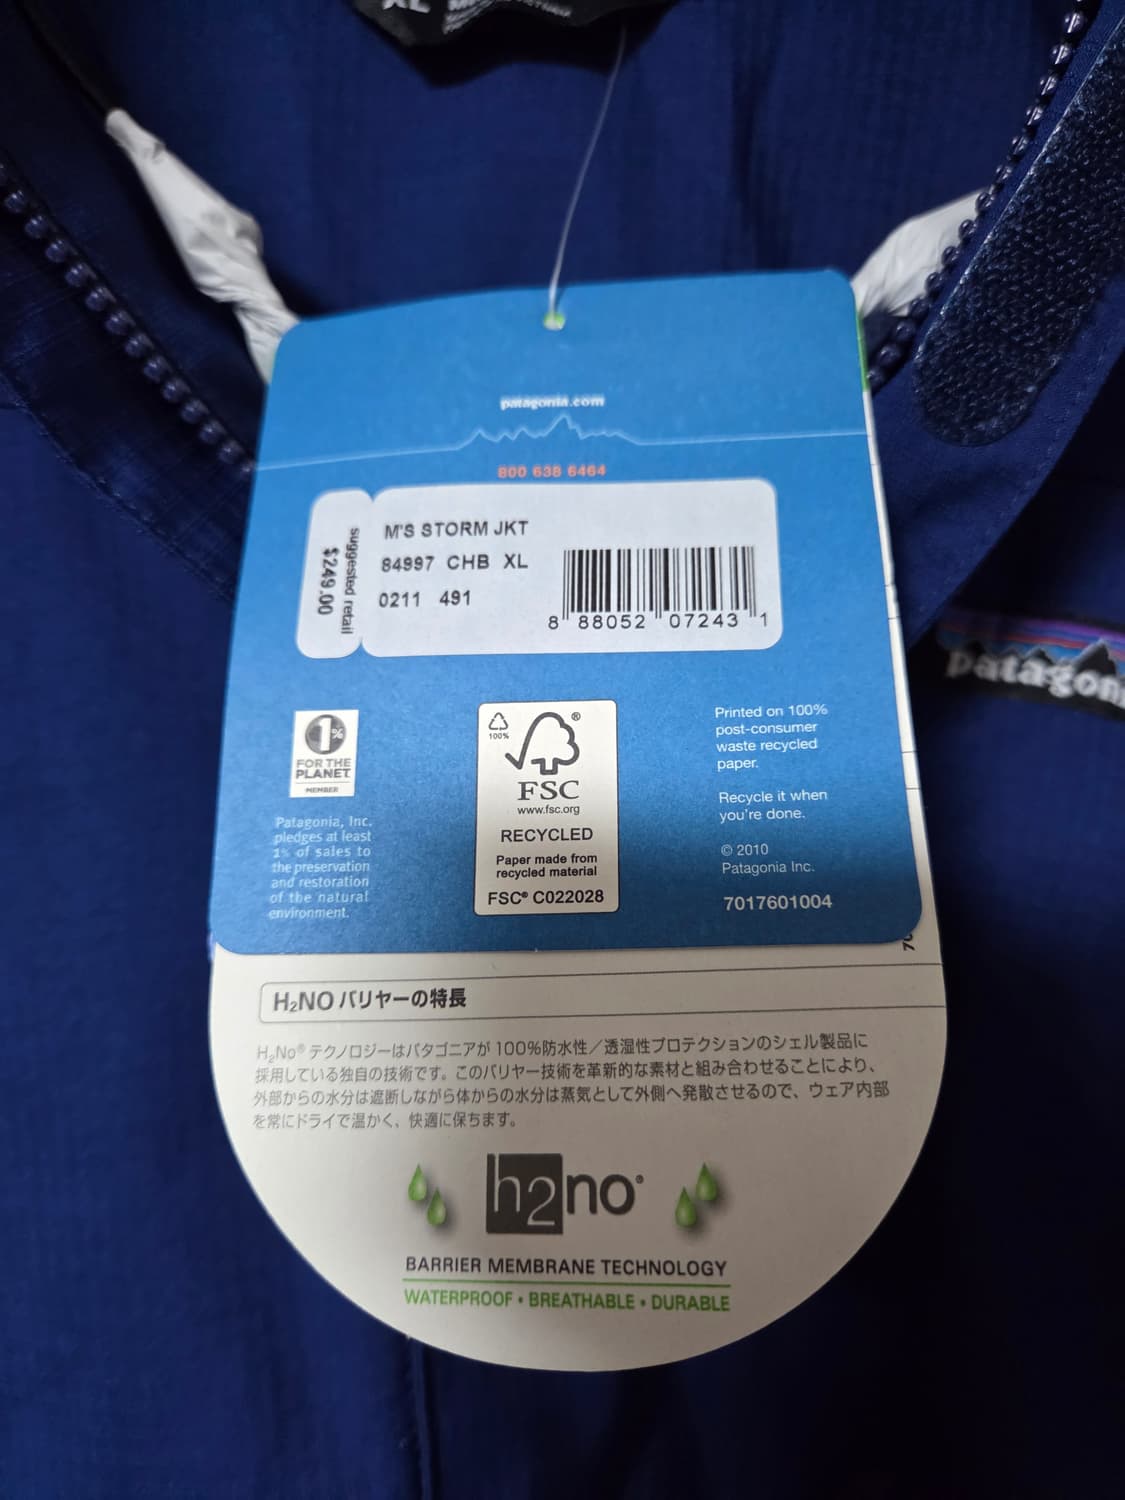 XL
patagonia.com
800 638 6464
suggested retail
$249.00
M'S STORM JKT
84997 CHB XL
0211 491
8 88052 07243 1
patagon
1%
FOR THE
PLANET
MEMBER
Patagonia, Inc.
pledges at least
1% of sales to
the preservation
and restoration
of the natural
environment.
100%
FSC
www.fsc.org
RECYCLED
Paper made from
recycled material
FSC® C022028
Printed on 100%
post-consumer
waste recycled
paper.
Recycle it when
you're done.
© 2010
Patagonia Inc.
7017601004
H₂NO バリヤーの特長
H₂No® テクノロジーはパタゴニアが 100%防水性／透湿性プロテクションのシェル製品に
採用している独自の技術です。このバリヤー技術を革新的な素材と組み合わせることにより、
外部からの水分は遮断しながら体からの水分は蒸気として外側へ発散させるので、ウェア内部
を常にドライで温かく、快適に保ちます。
h2no®
BARRIER MEMBRANE TECHNOLOGY
WATERPROOF • BREATHABLE • DURABLE